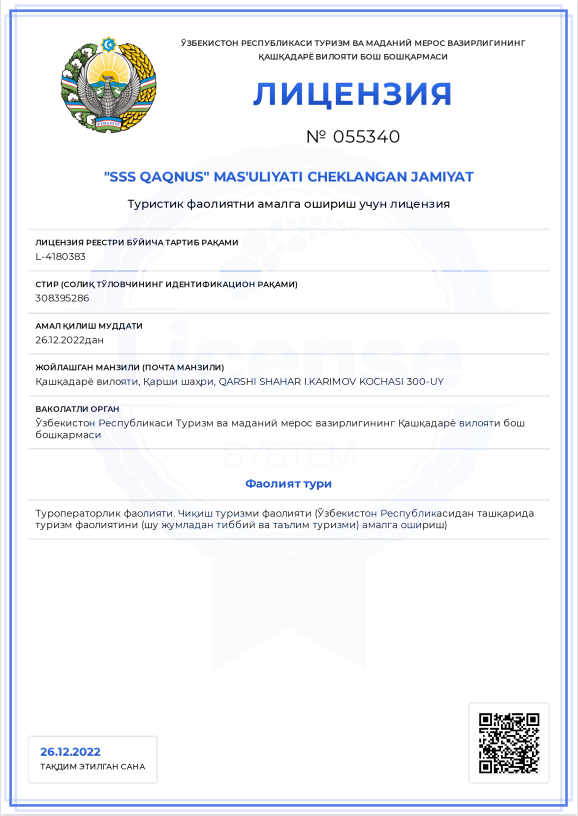 ЎЗБЕКИСТОН РЕСПУБЛИКАСИ ТУРИЗМ ВА МАДАНИЙ МЕРОС ВАЗИРЛИГИНИНГ
ҚАШҚАДАРЁ ВИЛОЯТИ БОШ БОШҚАРМАСИ
ЛИЦЕНЗИЯ
№ 055340
"SSS QAQNUS" MAS'ULIYATI CHEKLANGAN JAMIYAT
Туристик фаолиятни амалга ошириш учун лицензия
ЛИЦЕНЗИЯ РЕЕСТРИ БЎЙИЧА ТАРТИБ РАҚАМИ
L-4180383
СТИР (СОЛИҚ ТЎЛОВЧИНИНГ ИДЕНТИФИКАЦИОН РАҚАМИ)
308395286
АМАЛ ҚИЛИШ МУДДАТИ
26.12.2022дан
License
ЖОЙЛАШГАН МАНЗИЛИ (ПОЧТА МАНЗИЛИ)
Қашқадарё вилояти, Қарши шаҳри, QARSHI SHAHAR I.KARIMOV KOCHASI 300-UY
ВАКОЛАТЛИ ОРГАН
Ўзбекистон Республикаси Туризм ва маданий мерос вазирлигининг Қашқадарё вилояти бош
бошқармаси
SYSTEM
Фаолият тури
Туроператорлик фаолияти. Чиқиш туризми фаолияти (Ўзбекистон Республикасидан ташқарида
туризм фаолиятини (шу жумладан тиббий ва таълим туризми) амалга ошириш)
26.12.2022
ТАҚДИМ ЭТИЛГАН САНА